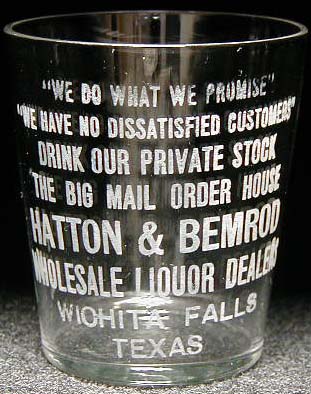 "WE DO WHAT WE PROMISE"
"WE HAVE NO DISSATISFIED CUSTOMERS"
DRINK OUR PRIVATE STOCK
THE BIG MAIL ORDER HOUSE
HATTON & BEMROD
WHOLESALE LIQUOR DEALERS
WICHITA FALLS
TEXAS